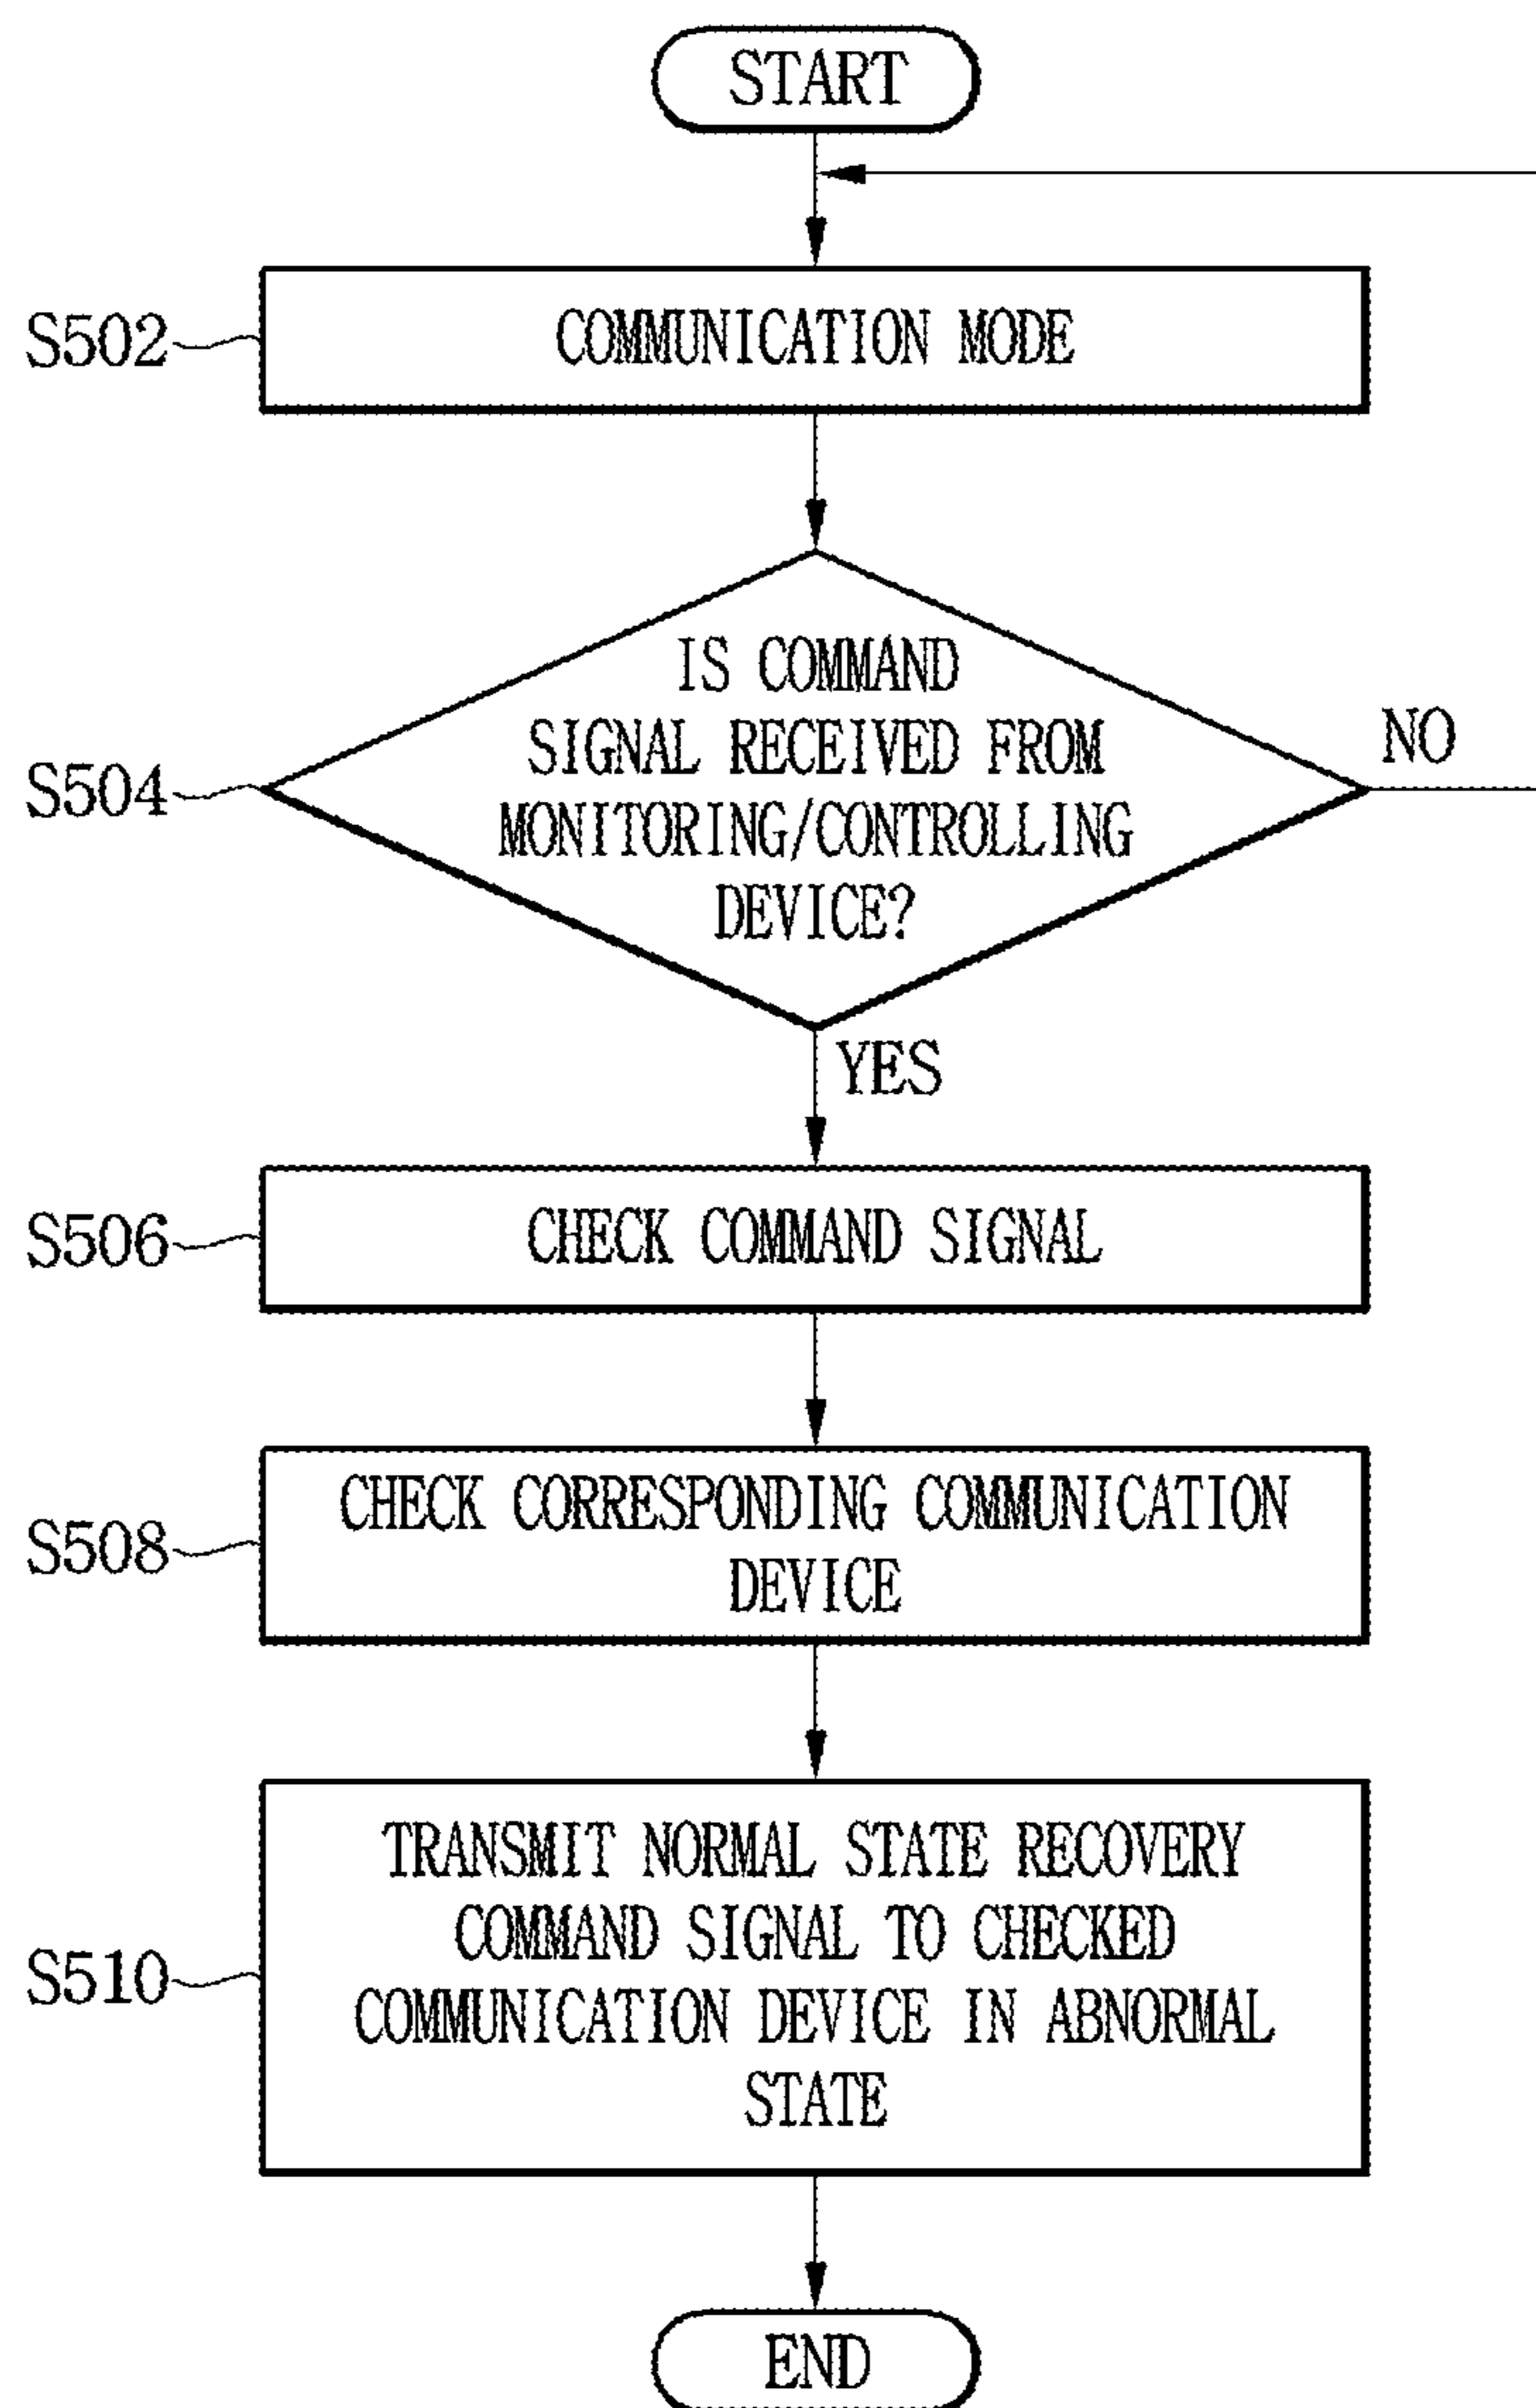 START
S502
COMMUNICATION MODE
S504
IS COMMAND
SIGNAL RECEIVED FROM
MONITORING/CONTROLLING
DEVICE?
NO
YES
S506
CHECK COMMAND SIGNAL
S508
CHECK CORRESPONDING COMMUNICATION
DEVICE
S510
TRANSMIT NORMAL STATE RECOVERY
COMMAND SIGNAL TO CHECKED
COMMUNICATION DEVICE IN ABNORMAL
STATE
END